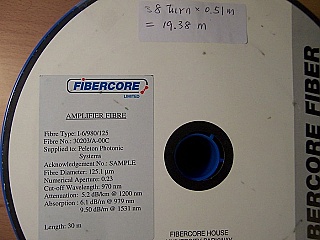 38 Turn × 0.51 m
= 19.38 m
FIBERCORE
LIMITED
AMPLIFIER FIBRE
Fibre Type: I-6/980/125
Fibre No.: 30203/A-00C
Supplied to: Peleton Photonic
Systems
Acknowledgement No.: SAMPLE
Fibre Diameter: 125.1 μm
Numerical Aperture: 0.23
Cut-off Wavelength: 970 nm
Attenuation: 5.2 dB/km @ 1200 nm
Absorption: 6.1 dB/m @ 979 nm
9.50 dB/m @ 1531 nm
Length: 30 m
FIBERCORE HOUSE
FIBERCORE